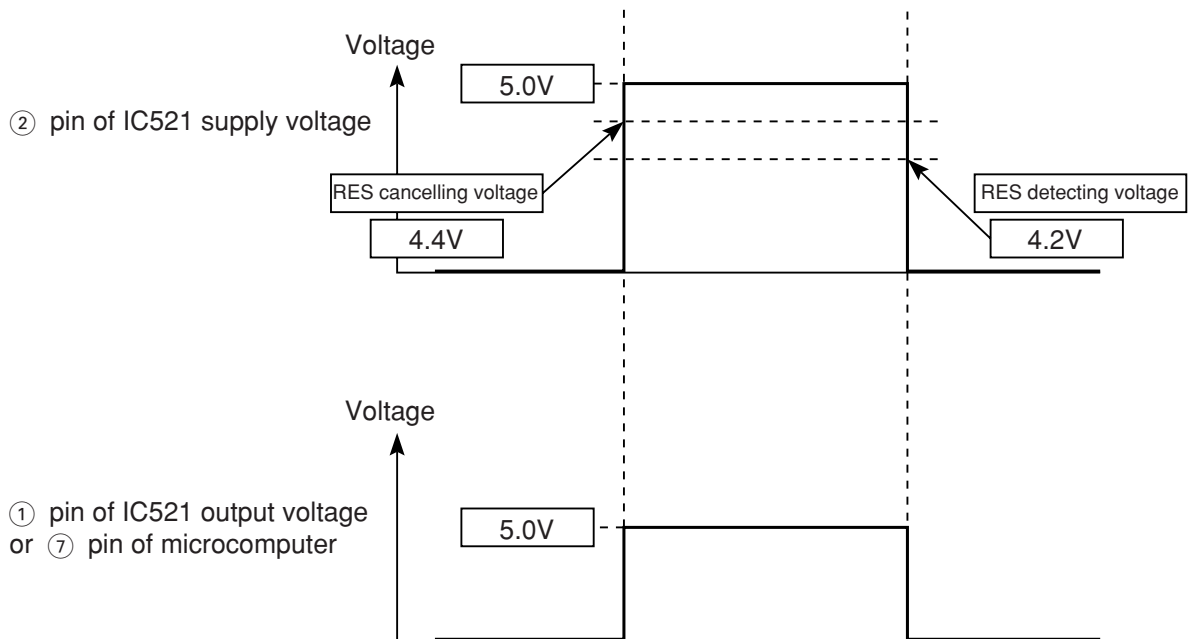 Voltage
5.0V
② pin of IC521 supply voltage
RES cancelling voltage
RES detecting voltage
4.4V
4.2V
Voltage
① pin of IC521 output voltage
5.0V
or ⑦ pin of microcomputer